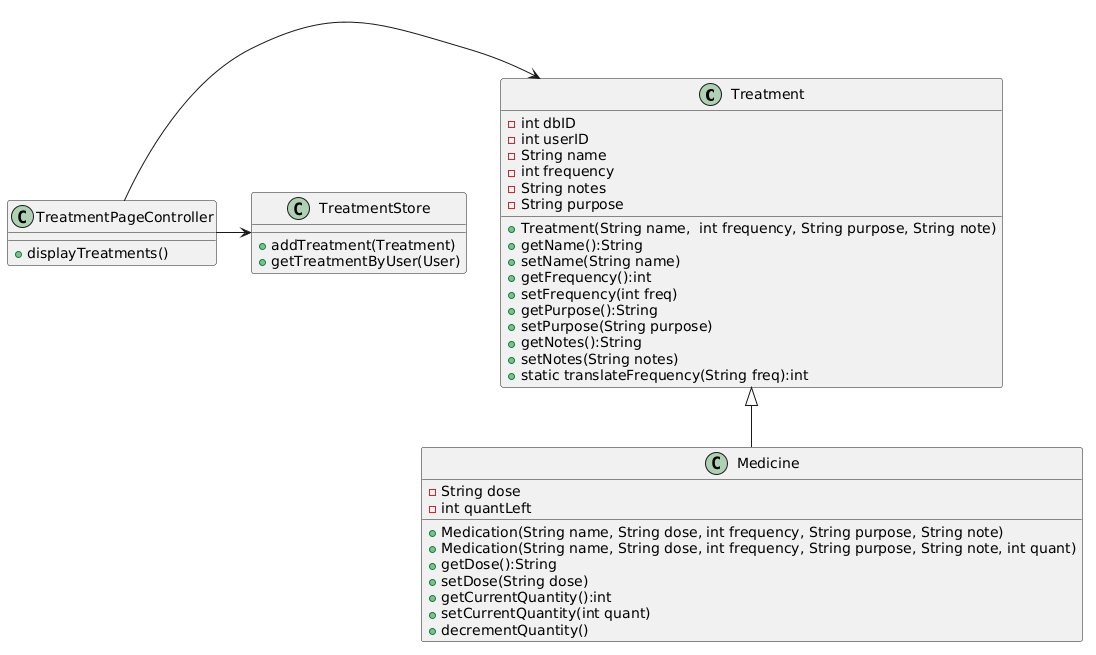 C Treatment
int dbID
int userID
String name
int frequency
String notes
String purpose
Treatment(String name,  int frequency, String purpose, String note)
getName():String
setName(String name)
getFrequency():int
setFrequency(int freq)
getPurpose():String
setPurpose(String purpose)
getNotes():String
setNotes(String notes)
static translateFrequency(String freq):int
C TreatmentPageController
displayTreatments()
C TreatmentStore
addTreatment(Treatment)
getTreatmentByUser(User)
C Medicine
String dose
int quantLeft
Medication(String name, String dose, int frequency, String purpose, String note)
Medication(String name, String dose, int frequency, String purpose, String note, int quant)
getDose():String
setDose(String dose)
getCurrentQuantity():int
setCurrentQuantity(int quant)
decrementQuantity()